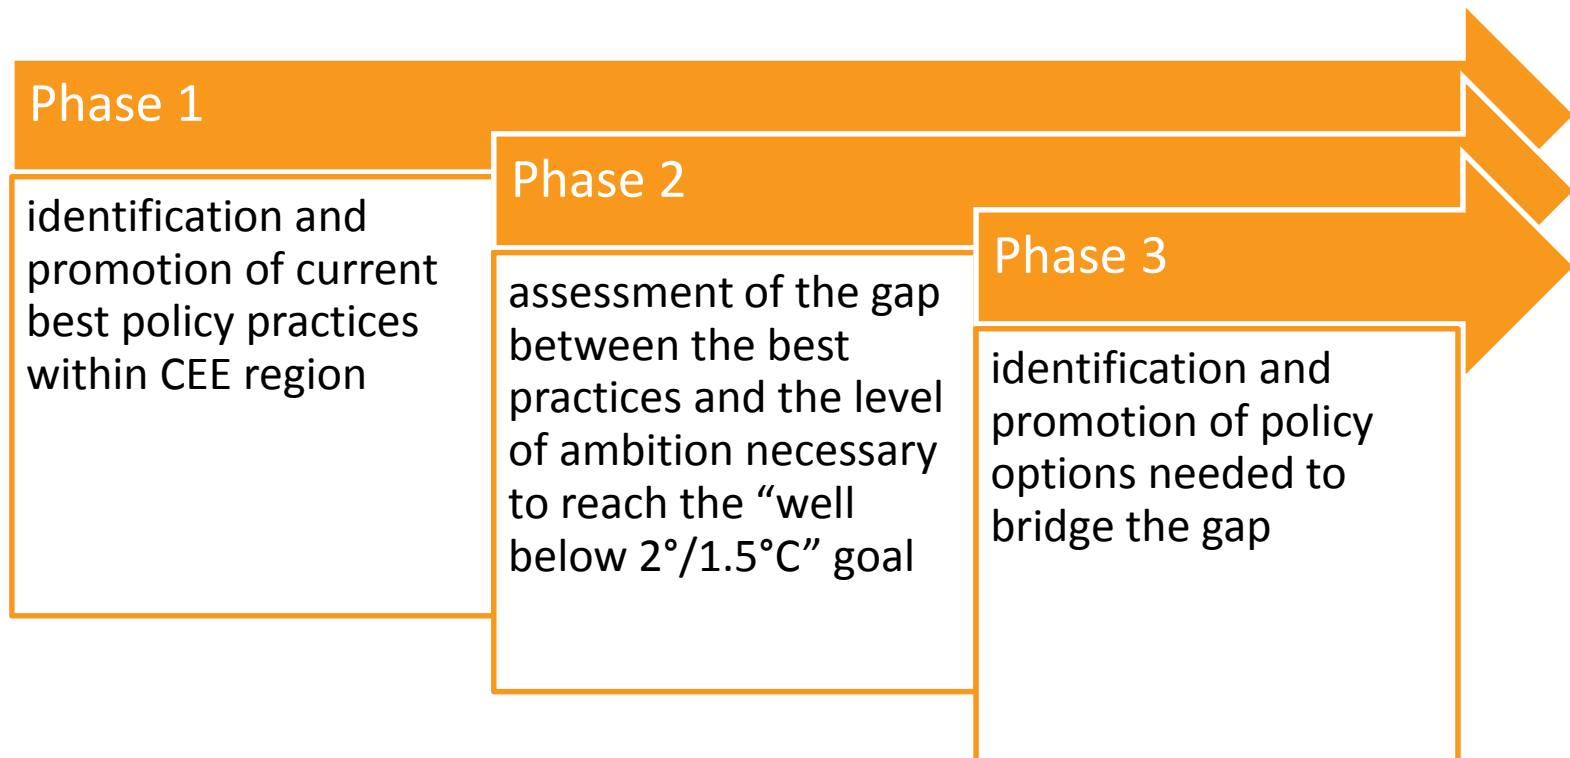 Phase 1
identification and
promotion of current
best policy practices
within CEE region
Phase 2
assessment of the gap
between the best
practices and the level
of ambition necessary
to reach the “well
below 2°/1.5°C” goal
Phase 3
identification and
promotion of policy
options needed to
bridge the gap